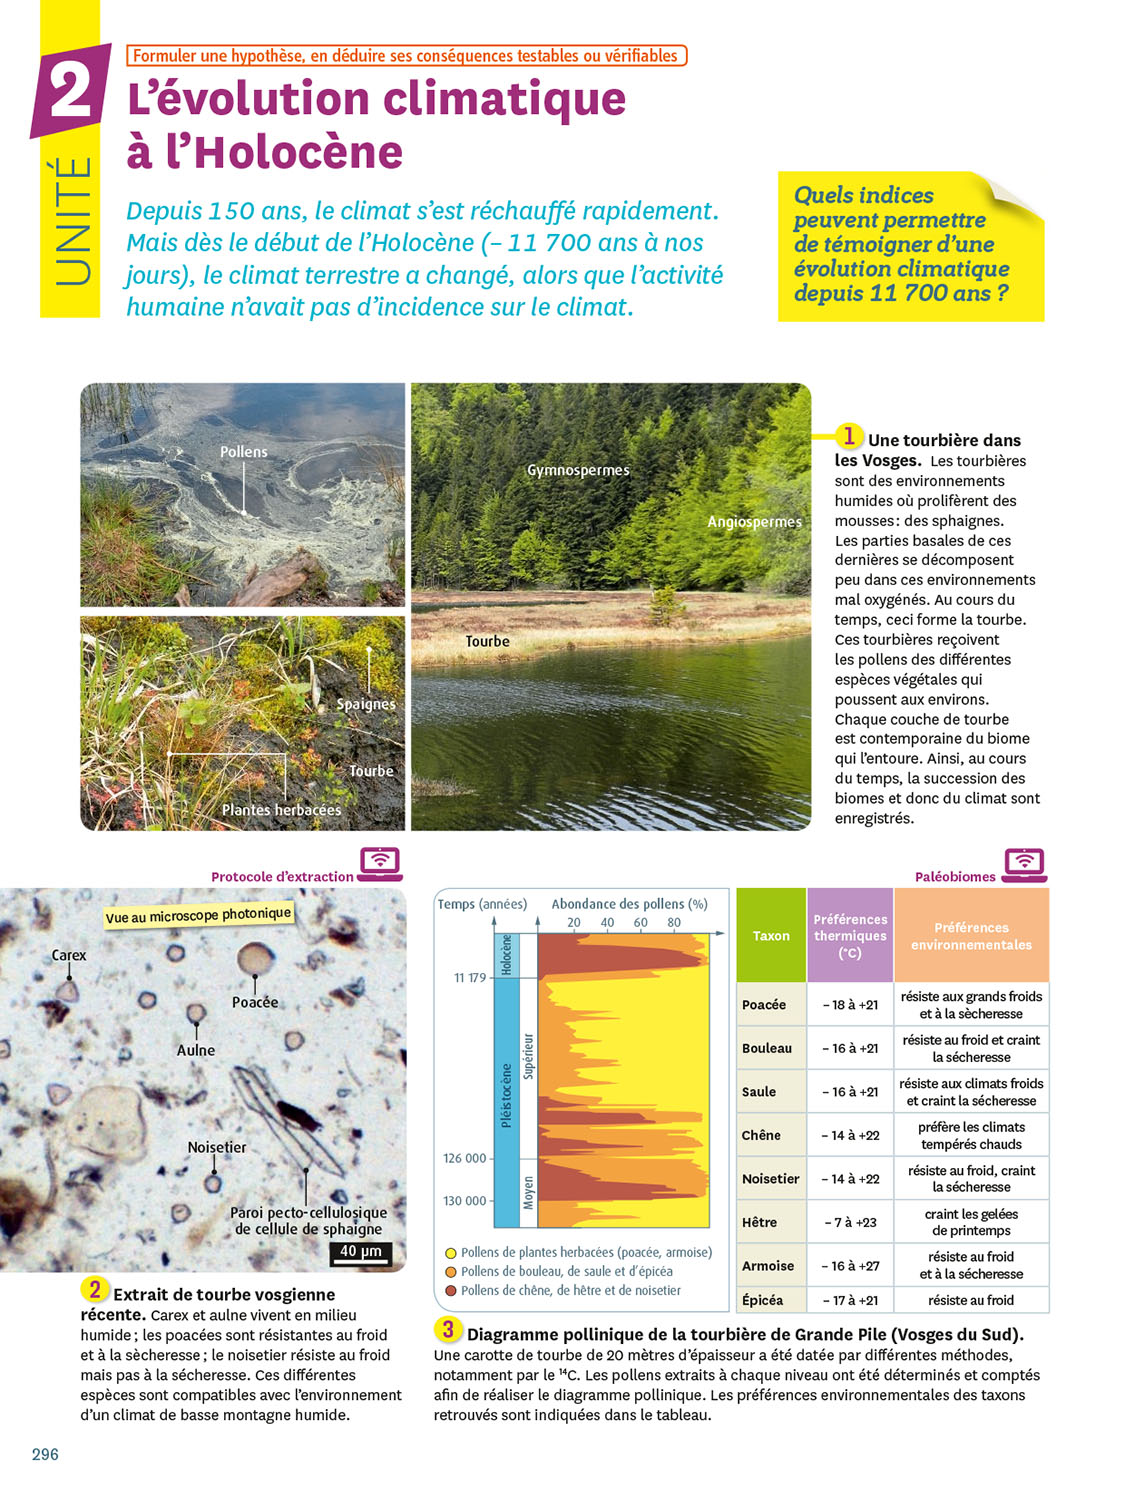 Formuler une hypothèse, en déduire ses conséquences testables ou vérifiables
2
UNITÉ
L'évolution climatique
à l'Holocène
Depuis 150 ans, le climat s'est réchauffé rapidement.
Mais dès le début de l'Holocène (– 11 700 ans à nos
jours), le climat terrestre a changé, alors que l'activité
humaine n'avait pas d'incidence sur le climat.
Quels indices
peuvent permettre
de témoigner d'une
évolution climatique
depuis 11 700 ans ?
Pollens
Gymnospermes
Angiospermes
Tourbe
Spaignes
Tourbe
Plantes herbacées
1 Une tourbière dans
les Vosges. Les tourbières
sont des environnements
humides où prolifèrent des
mousses : des sphaignes.
Les parties basales de ces
dernières se décomposent
peu dans ces environnements
mal oxygénés. Au cours du
temps, ceci forme la tourbe.
Ces tourbières reçoivent
les pollens des différentes
espèces végétales qui
poussent aux environs.
Chaque couche de tourbe
est contemporaine du biome
qui l'entoure. Ainsi, au cours
du temps, la succession des
biomes et donc du climat sont
enregistrés.
Protocole d'extraction
Vue au microscope photonique
Carex
Poacée
Aulne
Noisetier
Paroi pecto-cellulosique
de cellule de sphaigne
40 µm
2 Extrait de tourbe vosgienne
récente. Carex et aulne vivent en milieu
humide ; les poacées sont résistantes au froid
et à la sècheresse ; le noisetier résiste au froid
mais pas à la sécheresse. Ces différentes
espèces sont compatibles avec l'environnement
d'un climat de basse montagne humide.
Temps (années)
Abondance des pollens (%)
20 40 60 80
Holocène
11 179
Supérieur
Pléistocène
126 000
Moyen
130 000
Pollens de plantes herbacées (poacée, armoise)
Pollens de bouleau, de saule et d'épicéa
Pollens de chêne, de hêtre et de noisetier
Paléobiomes
Taxon
Préférences
thermiques
(°C)
Préférences
environnementales
Poacée – 18 à +21 résiste aux grands froids
et à la sècheresse
Bouleau – 16 à +21 résiste au froid et craint
la sécheresse
Saule – 16 à +21 résiste aux climats froids
et craint la sécheresse
Chêne – 14 à +22 préfère les climats
tempérés chauds
Noisetier – 14 à +22 résiste au froid, craint
la sécheresse
Hêtre – 7 à +23 craint les gelées
de printemps
Armoise – 16 à +27 résiste au froid
et à la sécheresse
Épicéa – 17 à +21 résiste au froid
3 Diagramme pollinique de la tourbière de Grande Pile (Vosges du Sud).
Une carotte de tourbe de 20 mètres d'épaisseur a été datée par différentes méthodes,
notamment par le ¹⁴C. Les pollens extraits à chaque niveau ont été déterminés et comptés
afin de réaliser le diagramme pollinique. Les préférences environnementales des taxons
retrouvés sont indiquées dans le tableau.
296